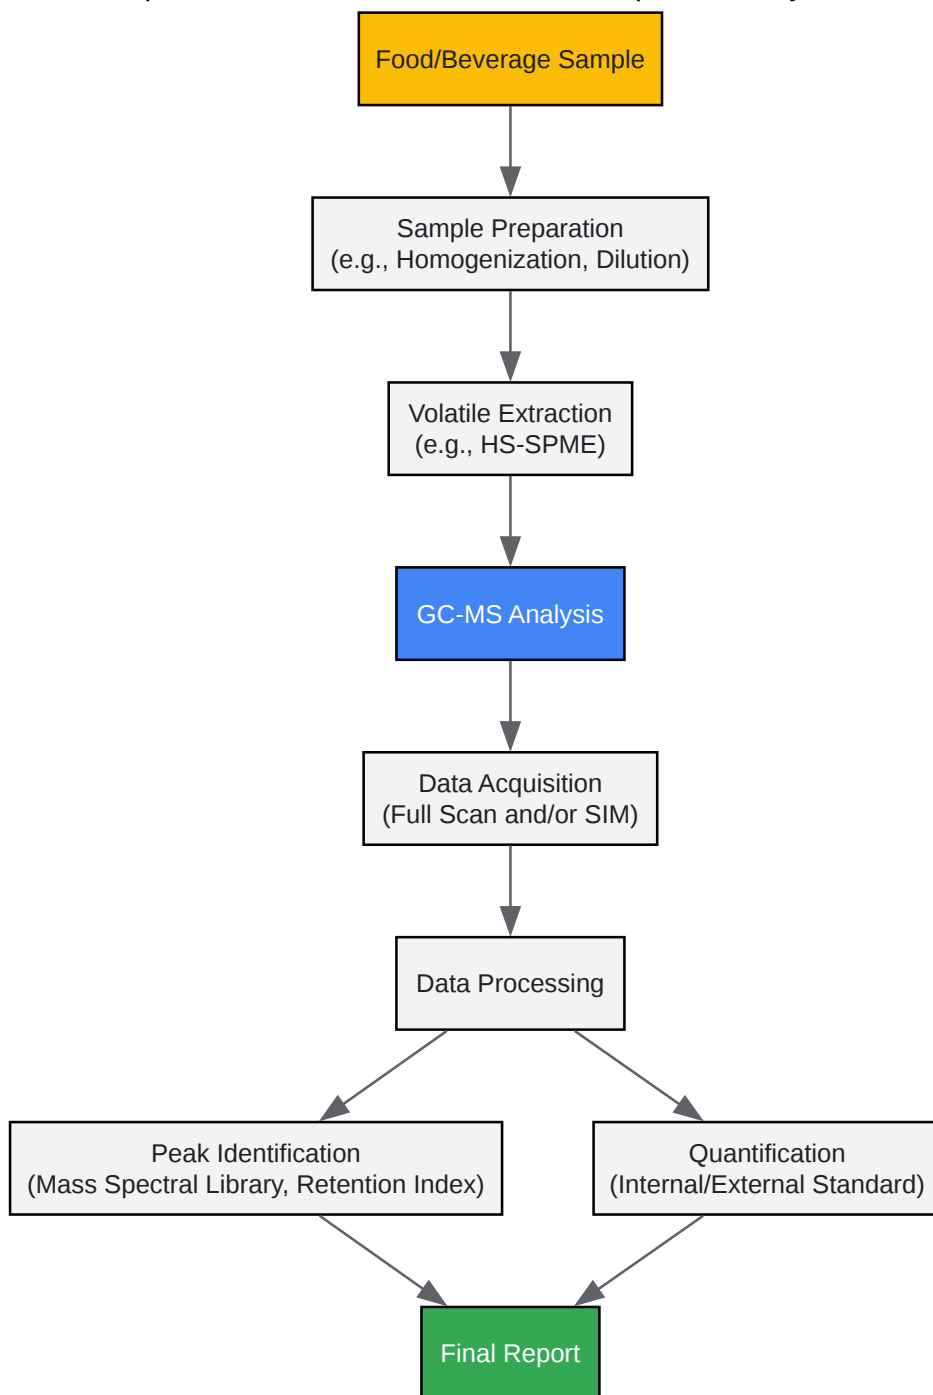 Food/Beverage Sample
Sample Preparation
(e.g., Homogenization, Dilution)
Volatile Extraction
(e.g., HS-SPME)
GC-MS Analysis
Data Acquisition
(Full Scan and/or SIM)
Data Processing
Peak Identification
(Mass Spectral Library, Retention Index)
Quantification
(Internal/External Standard)
Final Report